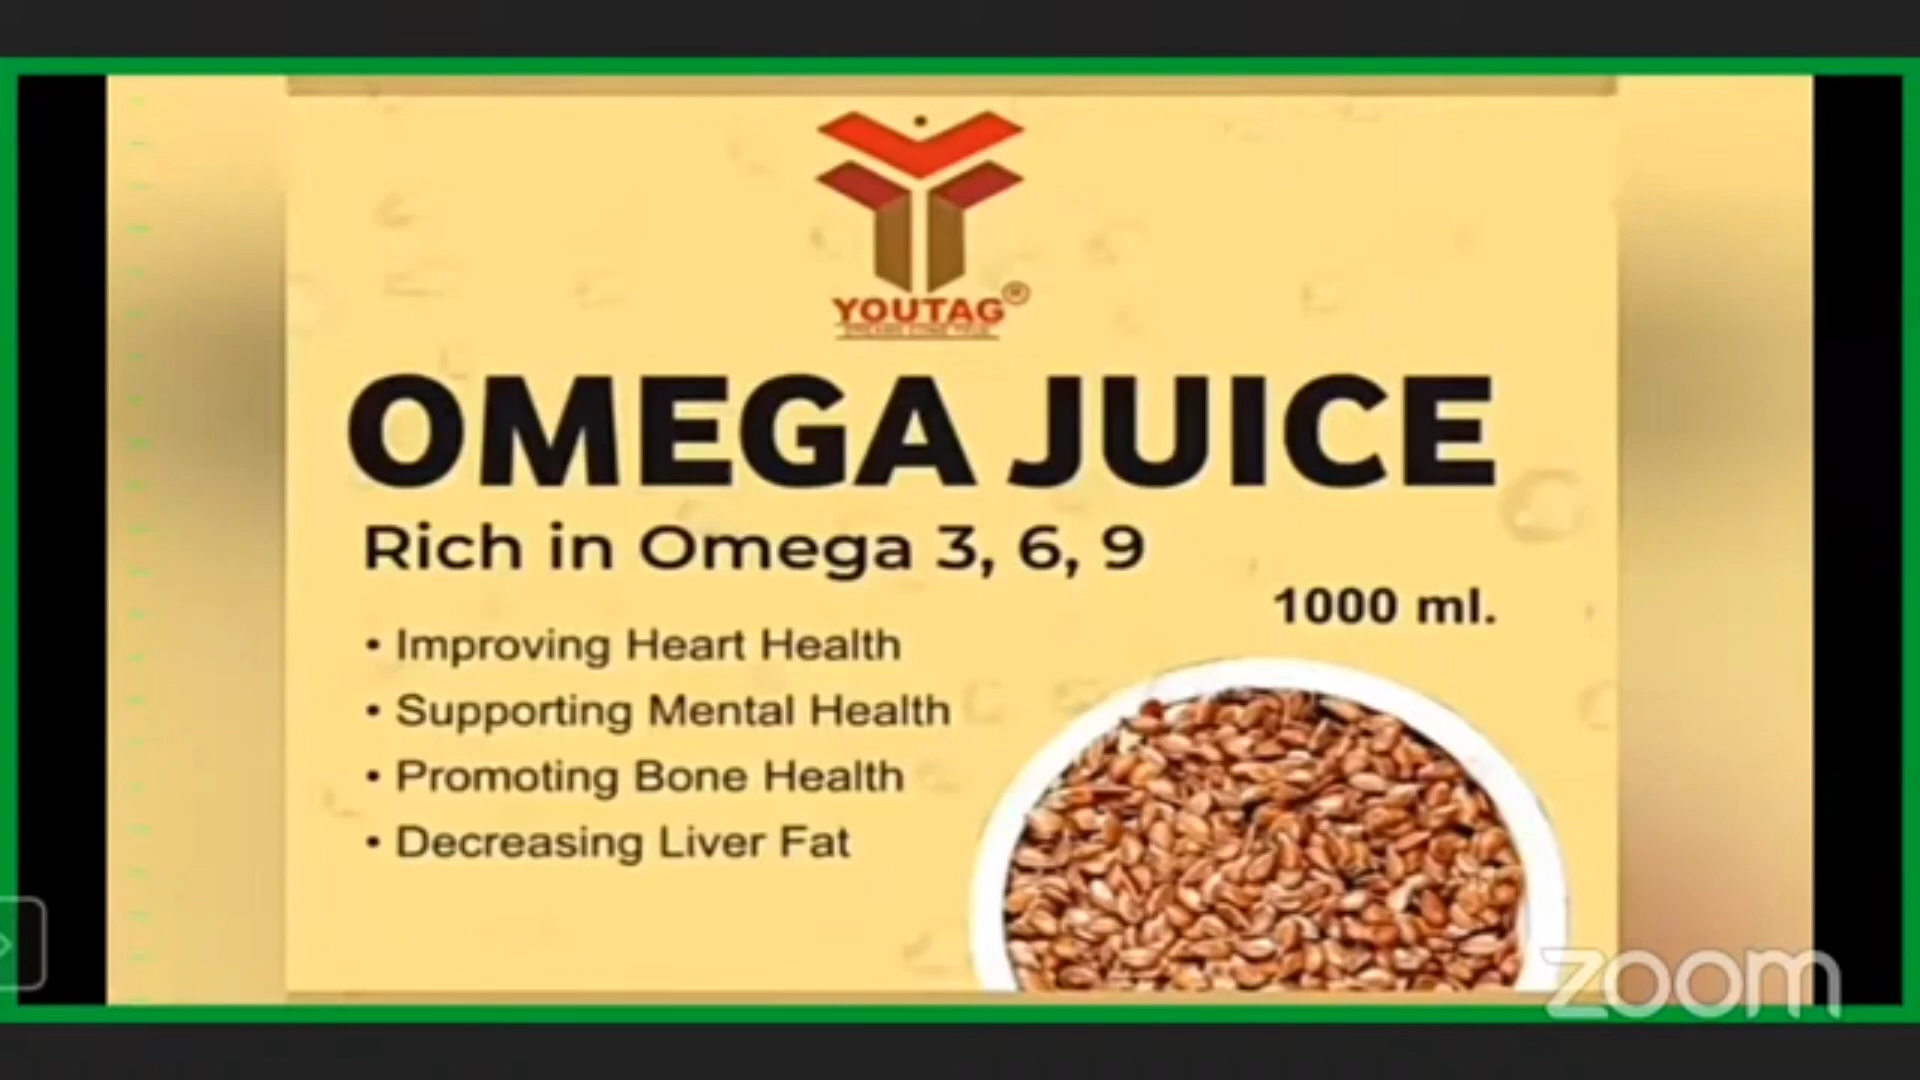 YOUTAG®
OMEGA JUICE
Rich in Omega 3, 6, 9
1000 ml.
• Improving Heart Health
• Supporting Mental Health
• Promoting Bone Health
• Decreasing Liver Fat
zoom